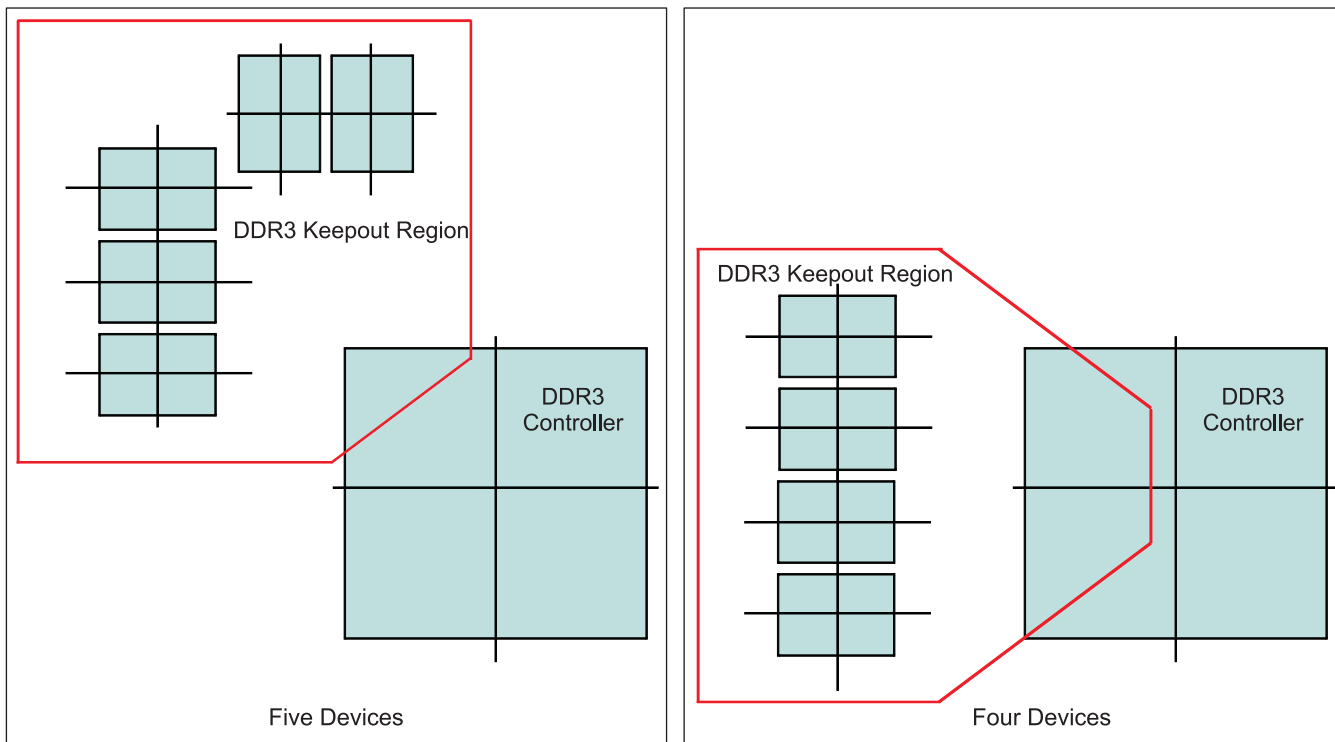 DDR3 Keepout Region
DDR3
Controller
Five Devices
DDR3 Keepout Region
DDR3
Controller
Four Devices